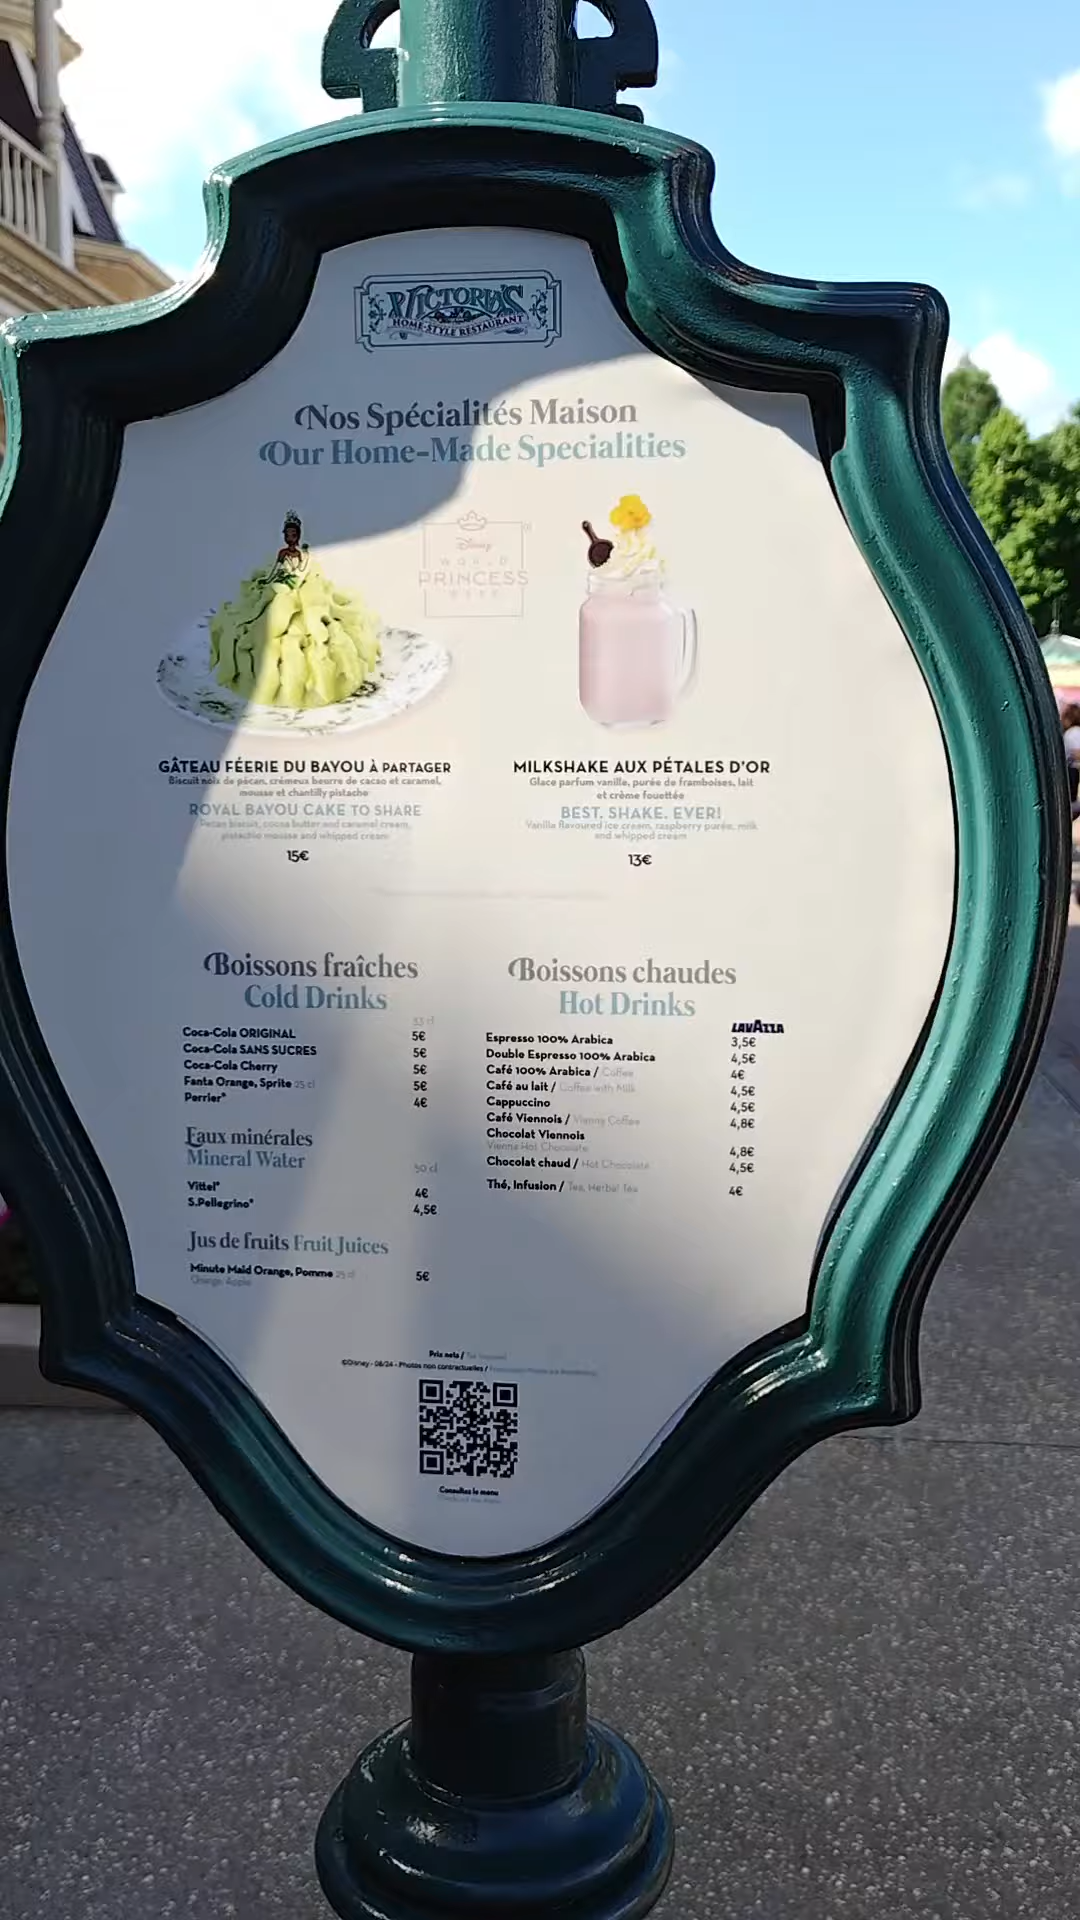 VICTORIA'S
HOME-STYLE RESTAURANT
Nos Spécialités Maison
Our Home-Made Specialities
Disney
WORLD
PRINCESS
WEEK
GÂTEAU FÉERIE DU BAYOU À PARTAGER
Biscuit noix de pécan, crémeux beurre de cacao et caramel,
mousse et chantilly pistache
ROYAL BAYOU CAKE TO SHARE
Pecan biscuit, cocoa butter and caramel cream,
pistachio mousse and whipped cream
15€
MILKSHAKE AUX PÉTALES D'OR
Glace parfum vanille, purée de framboises, lait
et crème fouettée
BEST. SHAKE. EVER!
Vanilla flavoured ice cream, raspberry purée, milk
and whipped cream
13€
Boissons fraîches
Cold Drinks
33 cl
Coca-Cola ORIGINAL 5€
Coca-Cola SANS SUCRES 5€
Coca-Cola Cherry 5€
Fanta Orange, Sprite 25 cl 5€
Perrier® 4€
Eaux minérales
Mineral Water
50 cl
Vittel® 4€
S.Pellegrino® 4,5€
Jus de fruits Fruit Juices
Minute Maid Orange, Pomme 25 cl 5€
Orange, Apple
Boissons chaudes
Hot Drinks
LAVAZZA
Espresso 100% Arabica 3,5€
Double Espresso 100% Arabica 4,5€
Café 100% Arabica / Coffee 4€
Café au lait / Coffee with Milk 4,5€
Cappuccino 4,5€
Café Viennois / Vienny Coffee 4,8€
Chocolat Viennois
Vienna Hot Chocolate 4,8€
Chocolat chaud / Hot Chocolate 4,5€
Thé, Infusion / Tea, Herbal Tea 4€
Prix nets /
©Disney - 08/24 - Photos non contractuelles /
Consultez le menu